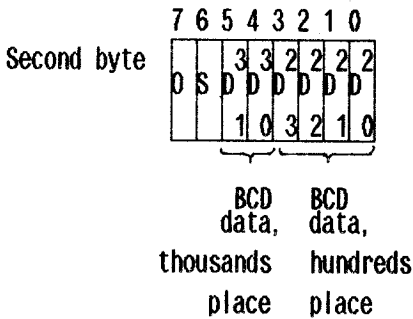 7 6 5 4 3 2 1 0
Second byte
3 3 2 2 2 2
0 S D D D D D D
1 0 3 2 1 0
BCD BCD
data, data,
thousands hundreds
place place